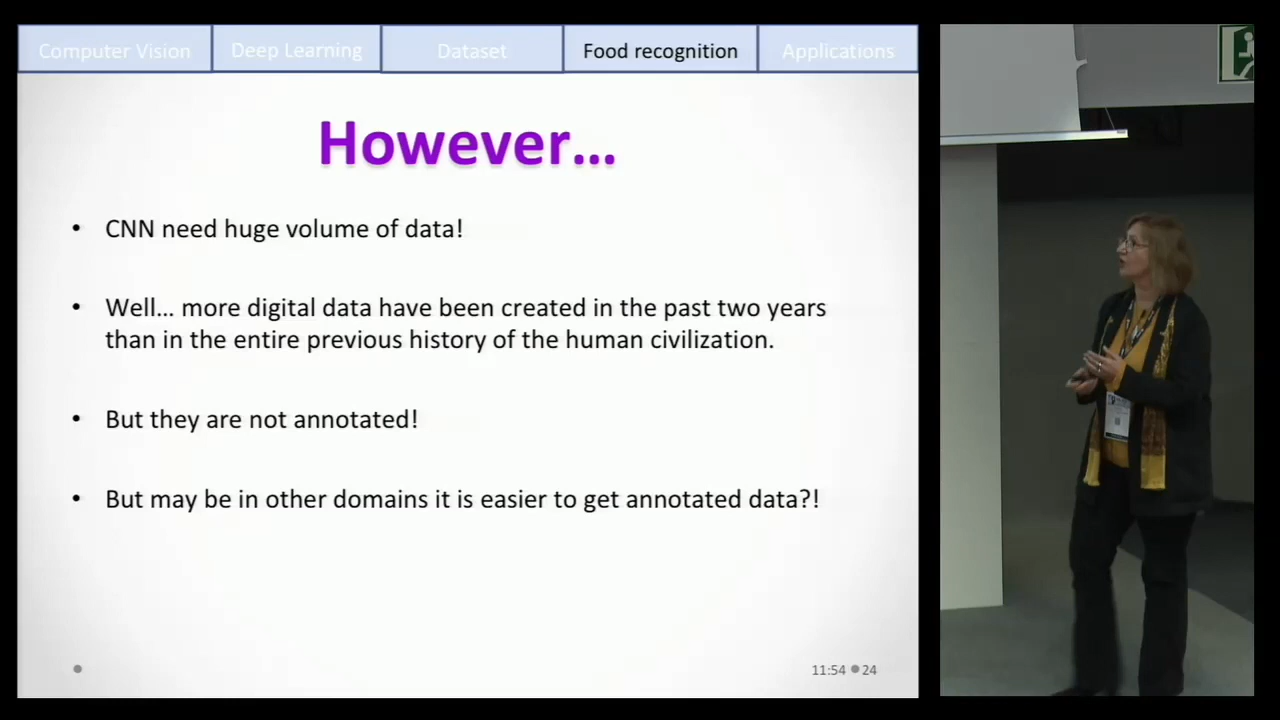 Computer Vision
Deep Learning
Dataset
Food recognition
Applications
However...
• CNN need huge volume of data!
• Well... more digital data have been created in the past two years
than in the entire previous history of the human civilization.
• But they are not annotated!
• But may be in other domains it is easier to get annotated data?!
11:54
24